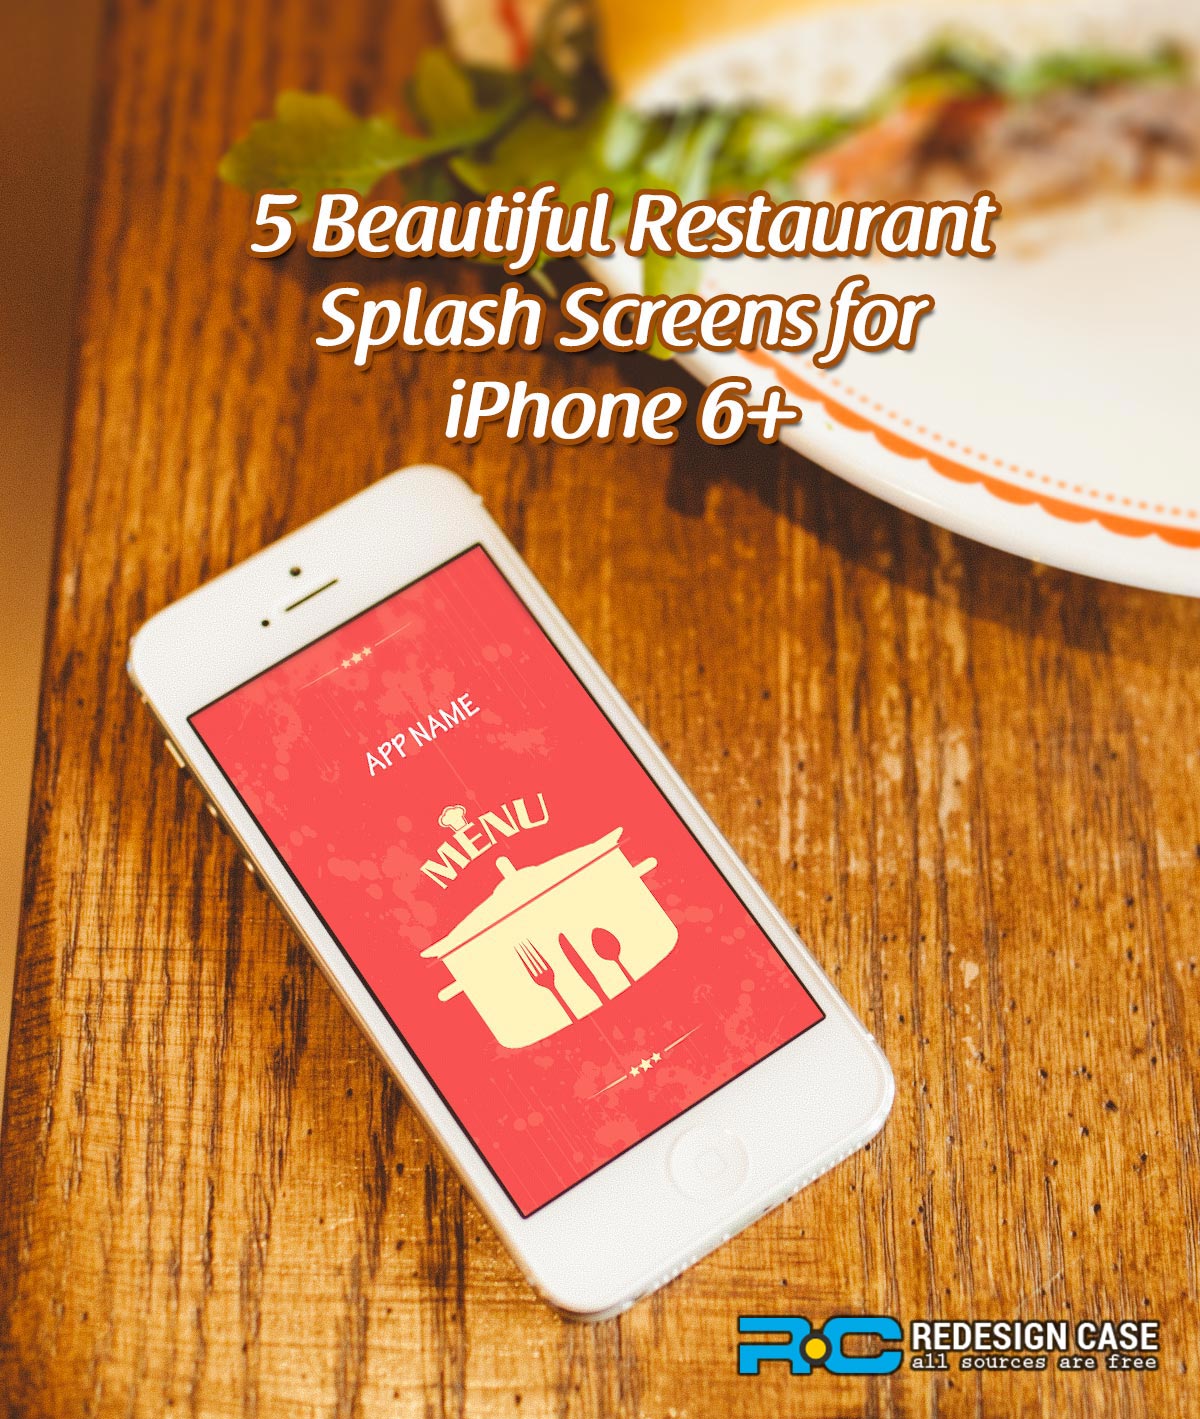 5 Beautiful Restaurant
Splash Screens for
iPhone 6+
APP NAME
MENU
RC REDESIGN CASE
all sources are free